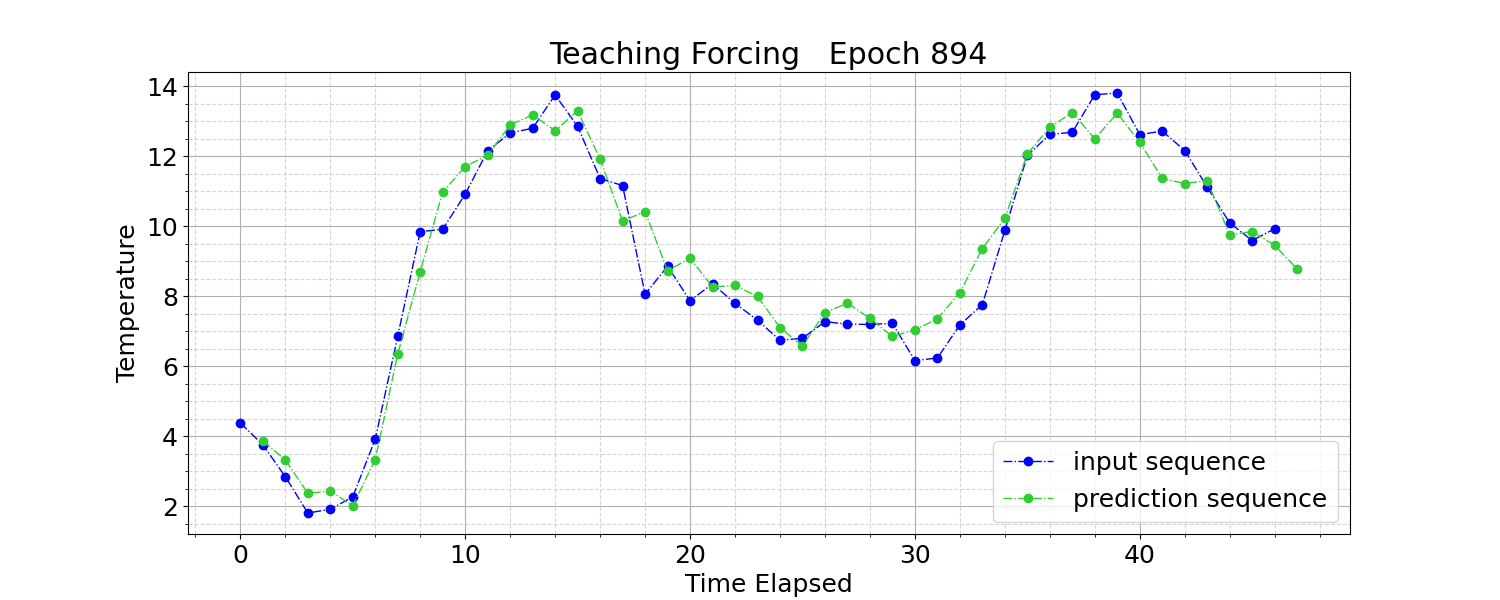 Teaching Forcing   Epoch 894
14
12
10
8
6
4
2
Temperature
0 10 20 30 40
Time Elapsed
input sequence
prediction sequence